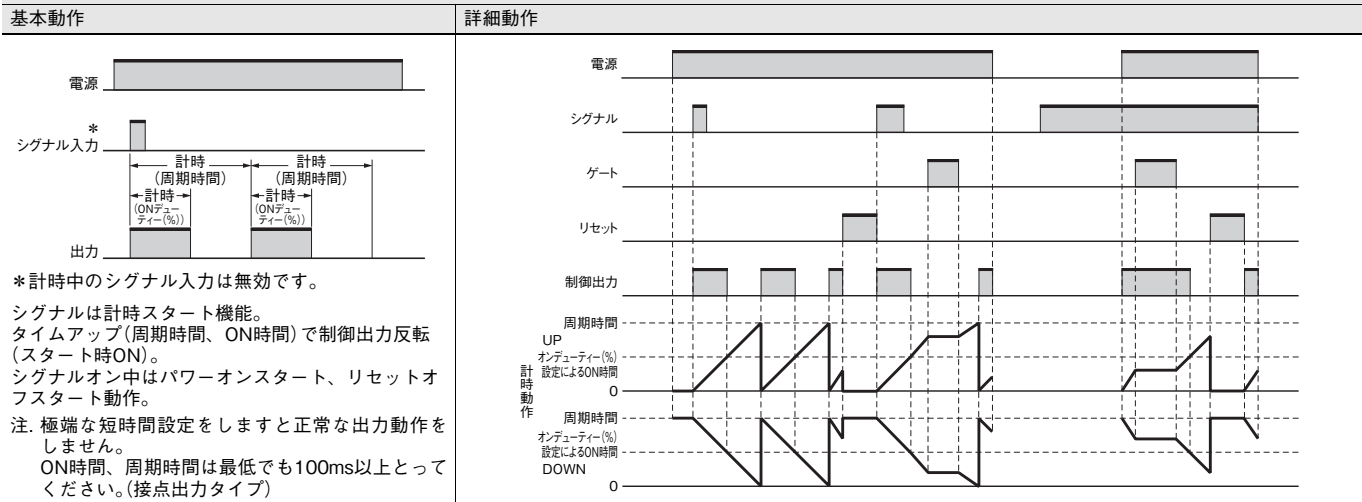 基本動作
電源
*
シグナル入力
計時
(周期時間)
計時
(周期時間)
計時
(ONデュー
ティー(%))
計時
(ONデュー
ティー(%))
出力
*計時中のシグナル入力は無効です。
シグナルは計時スタート機能。
タイムアップ(周期時間、ON時間)で制御出力反転
(スタート時ON)。
シグナルオン中はパワーオンスタート、リセットオ
フスタート動作。
注. 極端な短時間設定をしますと正常な出力動作を
しません。
ON時間、周期時間は最低でも100ms以上とって
ください。(接点出力タイプ)
詳細動作
電源
シグナル
ゲート
リセット
制御出力
計時動作
周期時間
UP
オンデューティー(%)
設定によるON時間
0
周期時間
オンデューティー(%)
設定によるON時間
DOWN
0